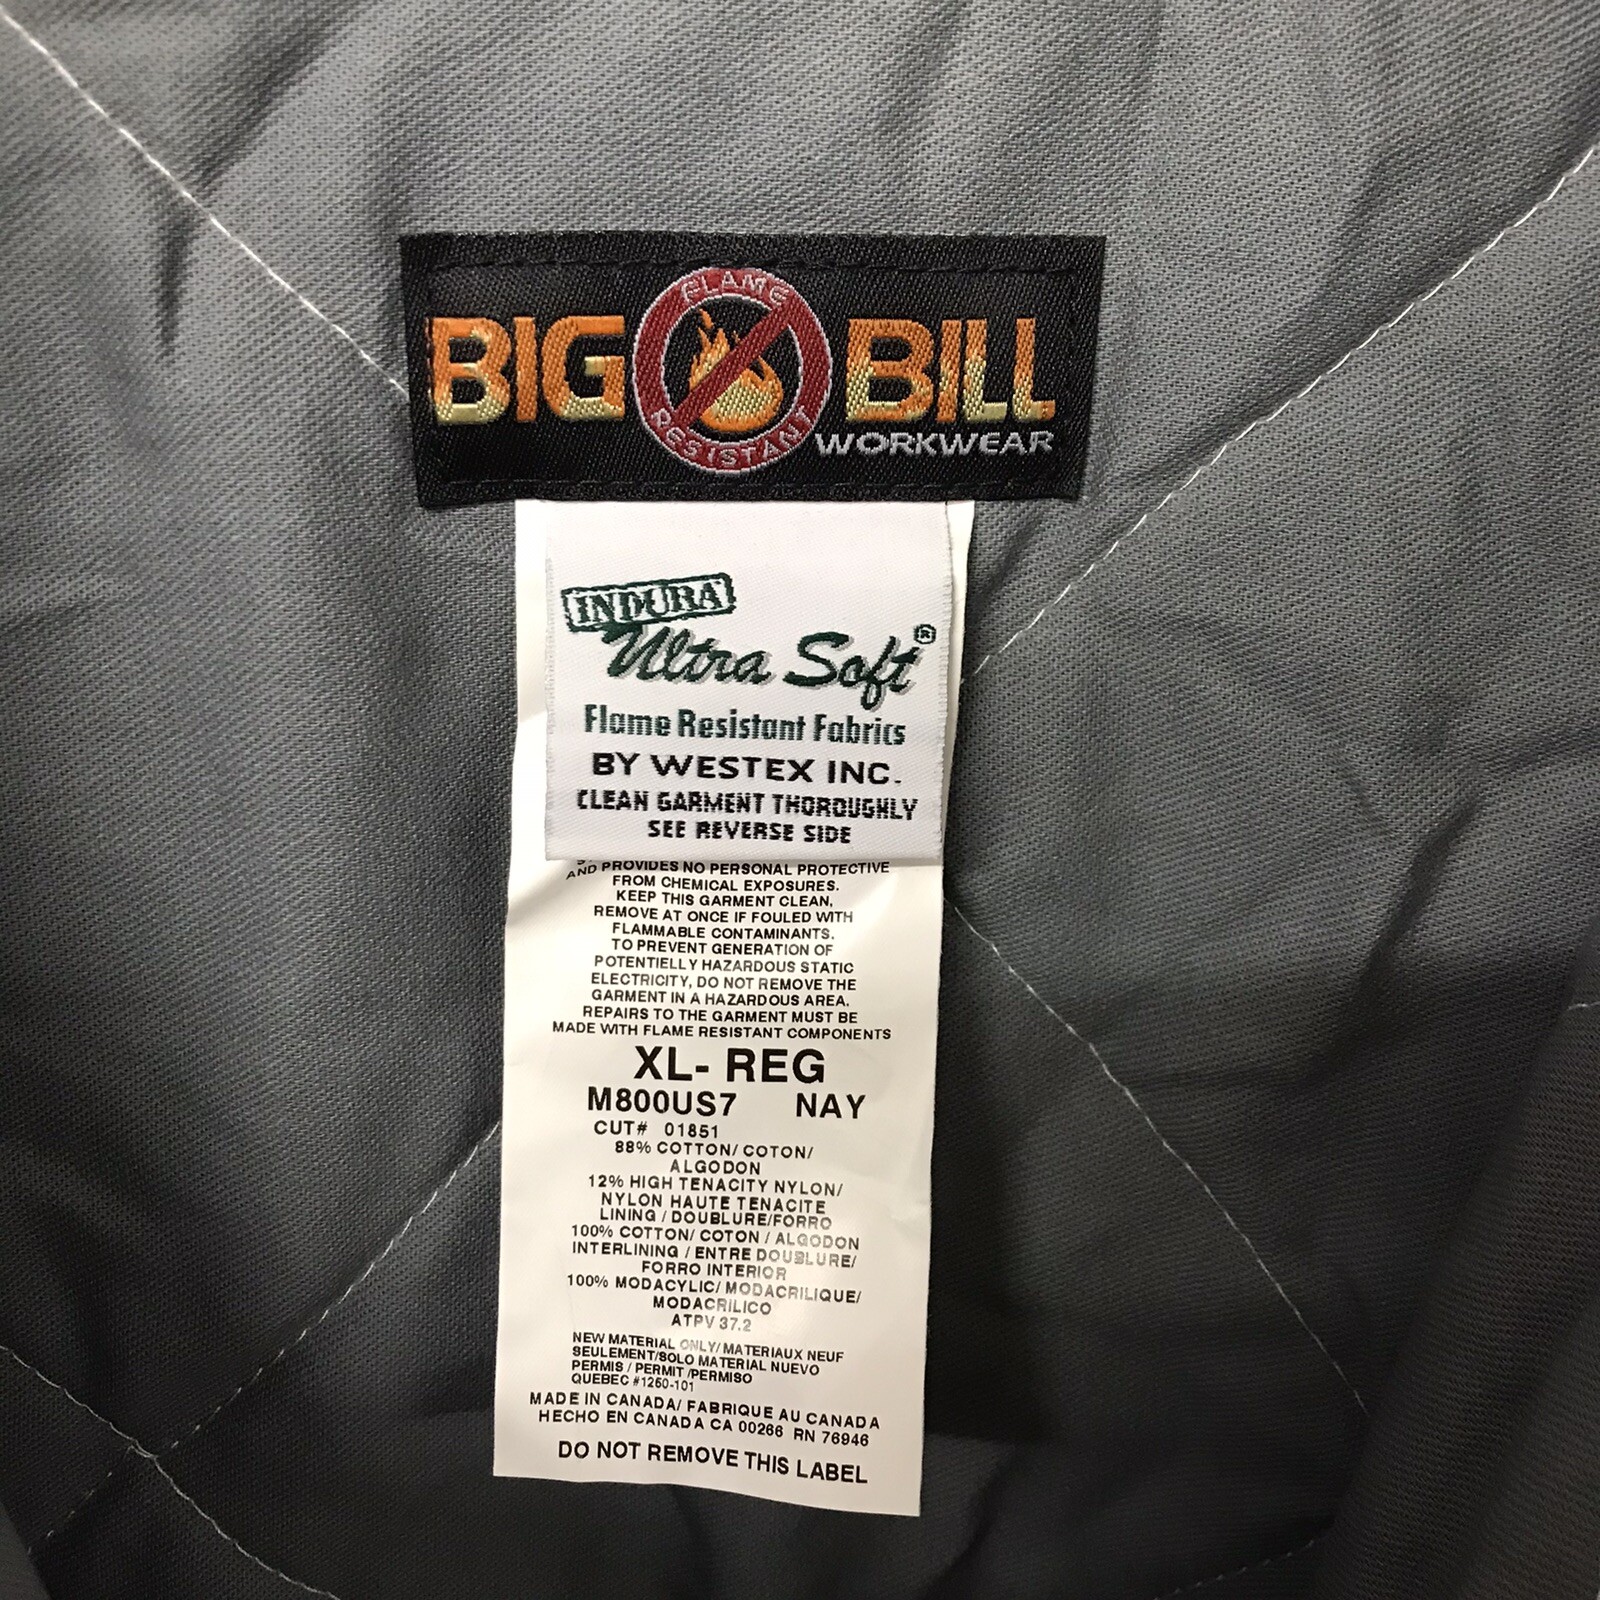 BIG BILL
FLAME
RESISTANT
WORKWEAR
INDURA
Ultra Soft®
Flame Resistant Fabrics
BY WESTEX INC.
CLEAN GARMENT THOROUGHLY
SEE REVERSE SIDE
AND PROVIDES NO PERSONAL PROTECTIVE
FROM CHEMICAL EXPOSURES.
KEEP THIS GARMENT CLEAN,
REMOVE AT ONCE IF FOULED WITH
FLAMMABLE CONTAMINANTS.
TO PREVENT GENERATION OF
POTENTIELLY HAZARDOUS STATIC
ELECTRICITY, DO NOT REMOVE THE
GARMENT IN A HAZARDOUS AREA.
REPAIRS TO THE GARMENT MUST BE
MADE WITH FLAME RESISTANT COMPONENTS
XL- REG
M800US7 NAY
CUT# 01851
88% COTTON/ COTON/
ALGODON
12% HIGH TENACITY NYLON/
NYLON HAUTE TENACITE
LINING / DOUBLURE/FORRO
100% COTTON/ COTON / ALGODON
INTERLINING / ENTRE DOUBLURE/
FORRO INTERIOR
100% MODACYLIC/ MODACRILIQUE/
MODACRILICO
ATPV 37.2
NEW MATERIAL ONLY/ MATERIAUX NEUF
SEULEMENT/SOLO MATERIAL NUEVO
PERMIS / PERMIT /PERMISO
QUEBEC #1250-101
MADE IN CANADA/ FABRIQUE AU CANADA
HECHO EN CANADA CA 00266 RN 76946
DO NOT REMOVE THIS LABEL